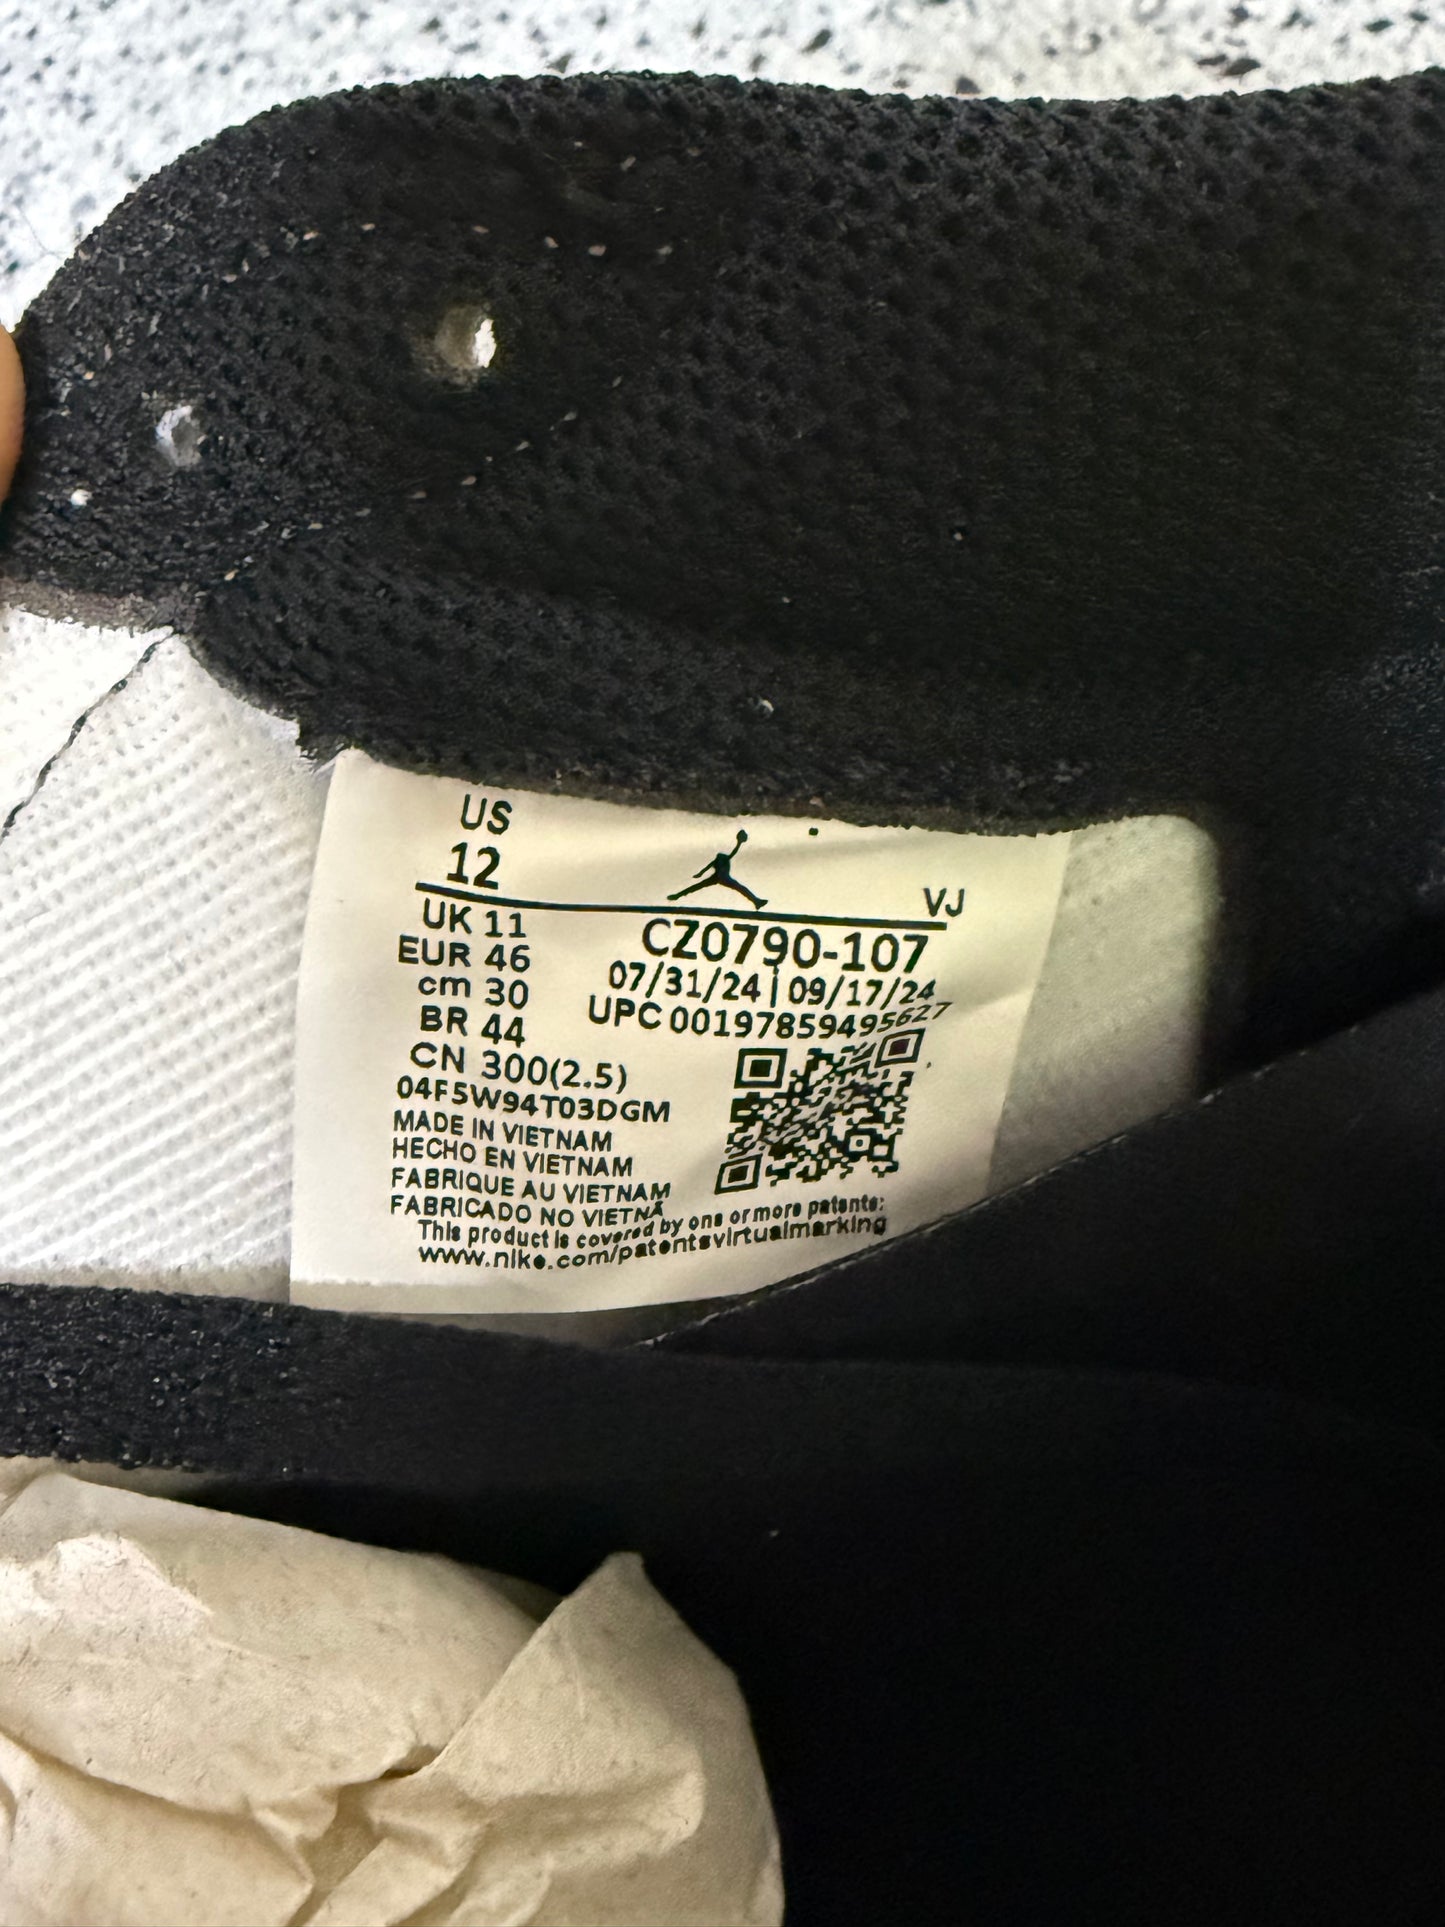 US
12
VJ
UK 11
EUR 46
cm 30
BR 44
CN 300(2.5)
CZ0790-107
07/31/24 | 09/17/24
UPC 00197859495627
04F5W94T03DGM
MADE IN VIETNAM
HECHO EN VIETNAM
FABRIQUE AU VIETNAM
FABRICADO NO VIETNÃ
This product is covered by one or more patents:
www.nike.com/patentsvirtualmarking